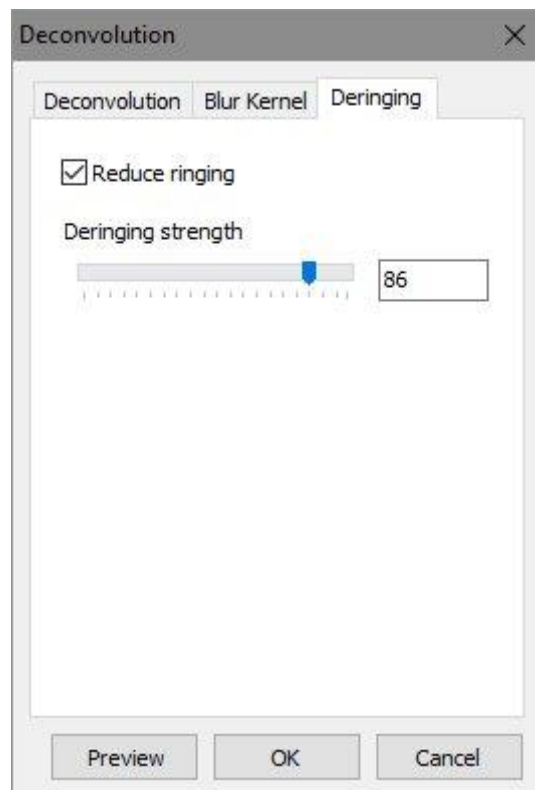 Deconvolution
Deconvolution Blur Kernel Deringing
Reduce ringing
Deringing strength
86
Preview OK Cancel